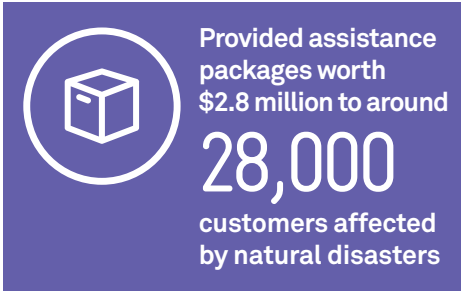 Provided assistance
packages worth
$2.8 million to around
28,000
customers affected
by natural disasters